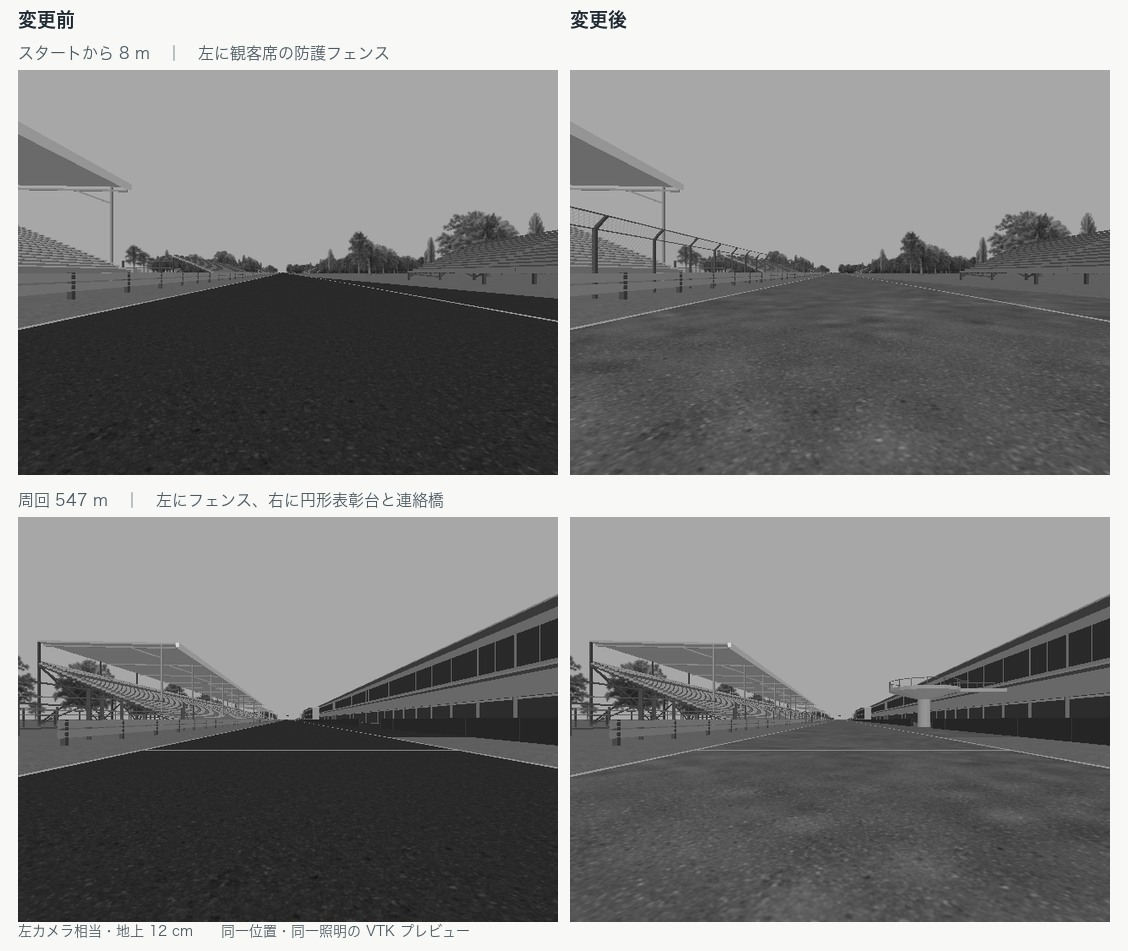 変更前
変更後
スタートから 8 m ｜ 左に観客席の防護フェンス
周回 547 m ｜ 左にフェンス、右に円形表彰台と連絡橋
左カメラ相当・地上 12 cm 同一位置・同一照明の VTK プレビュー